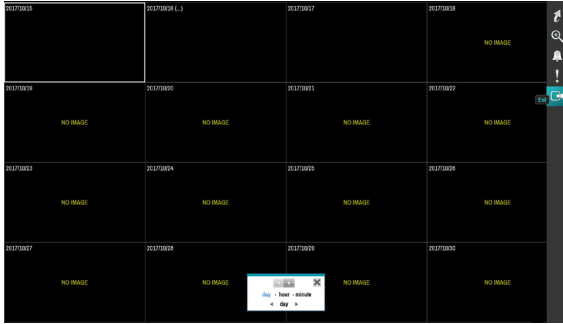 2017/10/15 2017/10/16 (...) 2017/10/17 2017/10/18
NO IMAGE
Exit
2017/10/19 2017/10/20 2017/10/21 2017/10/22
NO IMAGE NO IMAGE NO IMAGE NO IMAGE
2017/10/23 2017/10/24 2017/10/25 2017/10/26
NO IMAGE NO IMAGE NO IMAGE NO IMAGE
2017/10/27 2017/10/28 2017/10/29 2017/10/30
NO IMAGE NO IMAGE NO IMAGE NO IMAGE
day - hour - minute
day